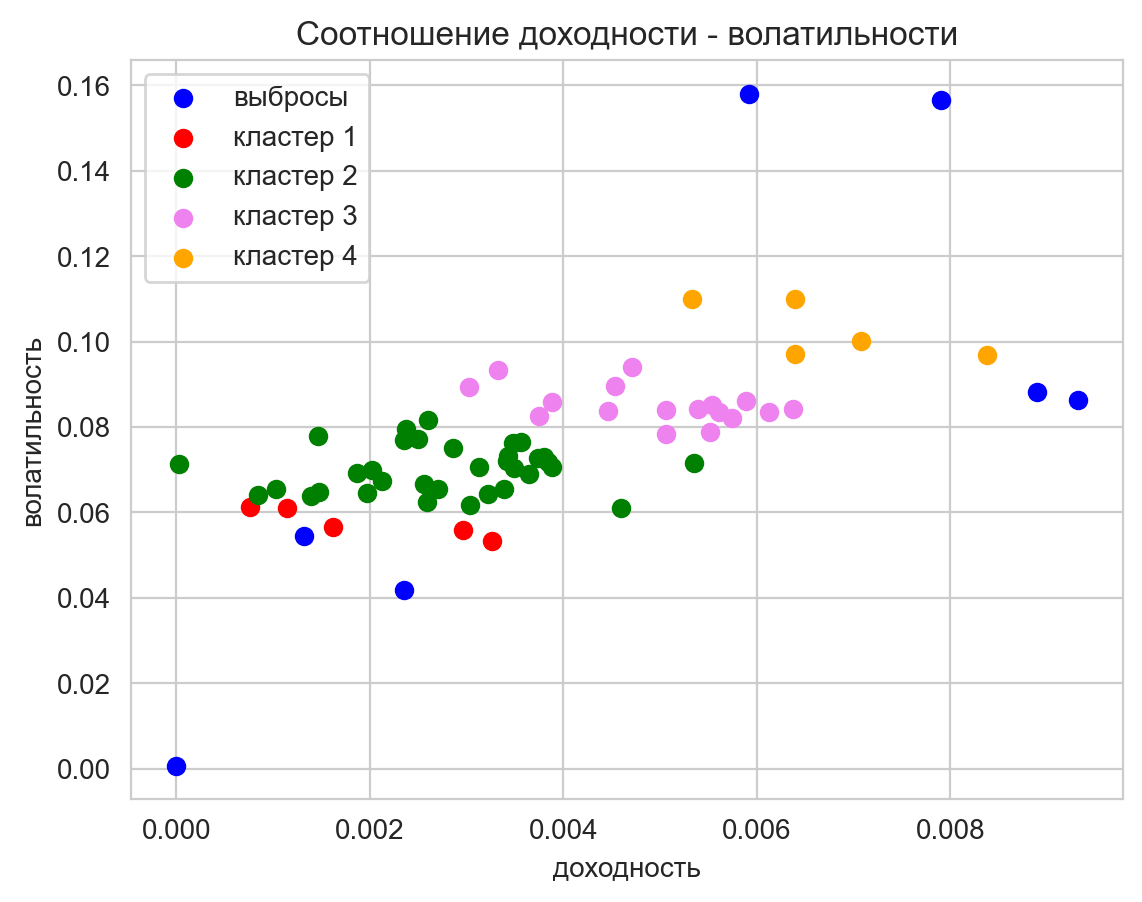 Соотношение доходности - волатильности
выбросы
кластер 1
кластер 2
кластер 3
кластер 4
волатильность
0.16
0.14
0.12
0.10
0.08
0.06
0.04
0.02
0.00
0.000 0.002 0.004 0.006 0.008
доходность